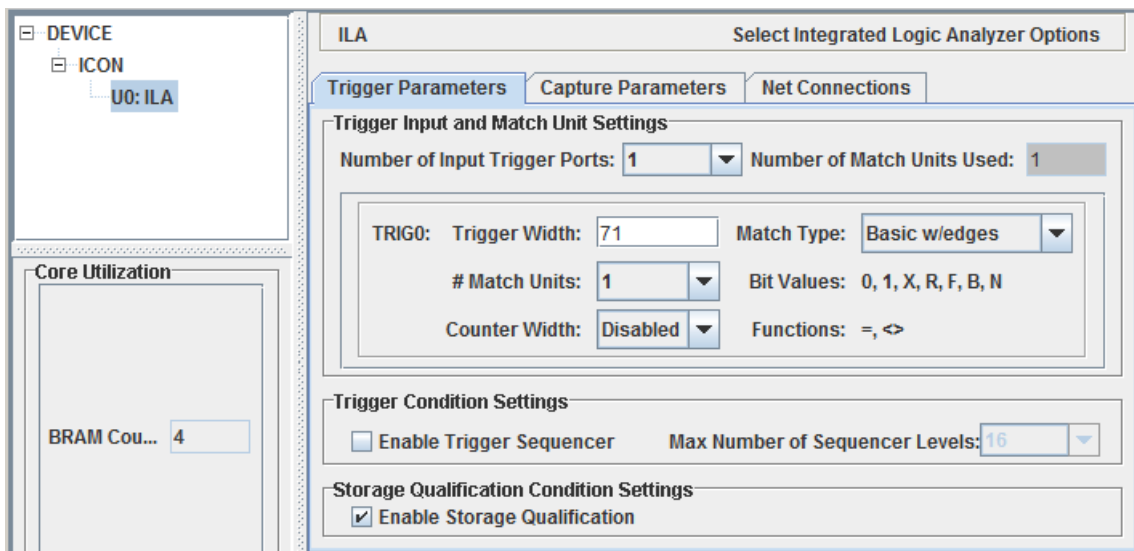 DEVICE
ICON
U0: ILA
Core Utilization
BRAM Cou... 4
ILA Select Integrated Logic Analyzer Options
Trigger Parameters Capture Parameters Net Connections
Trigger Input and Match Unit Settings
Number of Input Trigger Ports: 1 Number of Match Units Used: 1
TRIG0: Trigger Width: 71 Match Type: Basic w/edges
# Match Units: 1 Bit Values: 0, 1, X, R, F, B, N
Counter Width: Disabled Functions: =, <>
Trigger Condition Settings
Enable Trigger Sequencer Max Number of Sequencer Levels: 16
Storage Qualification Condition Settings
Enable Storage Qualification